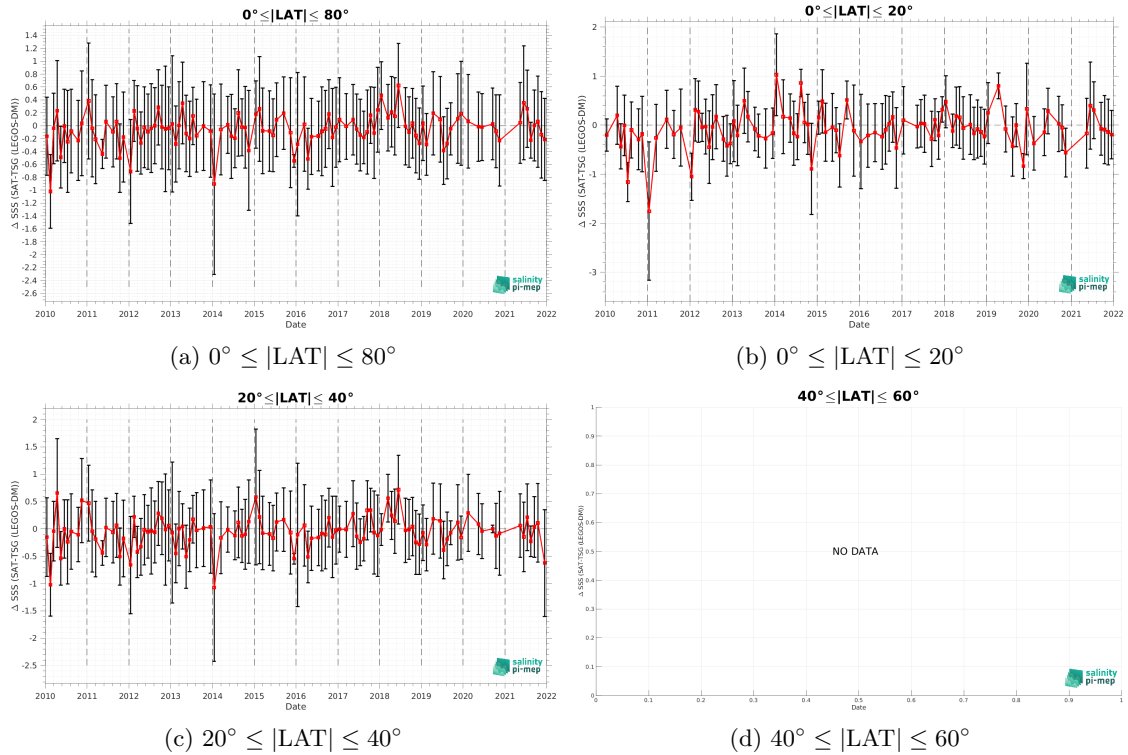 0°≤|LAT|≤ 80°
Δ SSS (SAT-TSG (LEGOS-DM))
1.4
1.2
1
0.8
0.6
0.4
0.2
0
-0.2
-0.4
-0.6
-0.8
-1
-1.2
-1.4
-1.6
-1.8
-2
-2.2
-2.4
-2.6
2010 2011 2012 2013 2014 2015 2016 2017 2018 2019 2020 2021 2022
Date
salinity
pi-mep
(a) 0° ≤ |LAT| ≤ 80°
0°≤|LAT|≤ 20°
Δ SSS (SAT-TSG (LEGOS-DM))
2
1
0
-1
-2
-3
2010 2011 2012 2013 2014 2015 2016 2017 2018 2019 2020 2021 2022
Date
salinity
pi-mep
(b) 0° ≤ |LAT| ≤ 20°
20°≤|LAT|≤ 40°
Δ SSS (SAT-TSG (LEGOS-DM))
2
1.5
1
0.5
0
-0.5
-1
-1.5
-2
-2.5
2010 2011 2012 2013 2014 2015 2016 2017 2018 2019 2020 2021 2022
Date
salinity
pi-mep
(c) 20° ≤ |LAT| ≤ 40°
40°≤|LAT|≤ 60°
Δ SSS (SAT-TSG (LEGOS-DM))
1
0.9
0.8
0.7
0.6
0.5
0.4
0.3
0.2
0.1
0
NO DATA
0 0.1 0.2 0.3 0.4 0.5 0.6 0.7 0.8 0.9 1
Date
salinity
pi-mep
(d) 40° ≤ |LAT| ≤ 60°